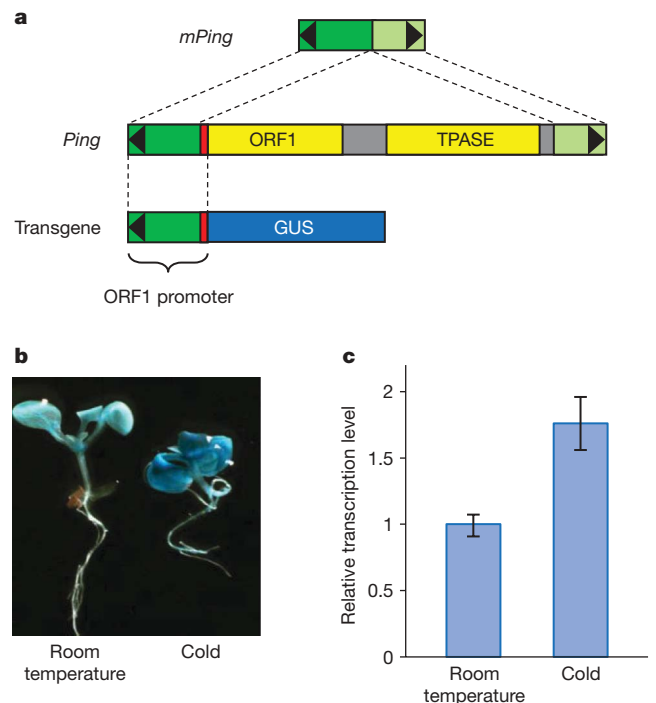 a
mPing
Ping
ORF1
TPASE
Transgene
GUS
ORF1 promoter
b
Room
temperature
Cold
c
Relative transcription level
2
1.5
1
0.5
0
Room
temperature
Cold